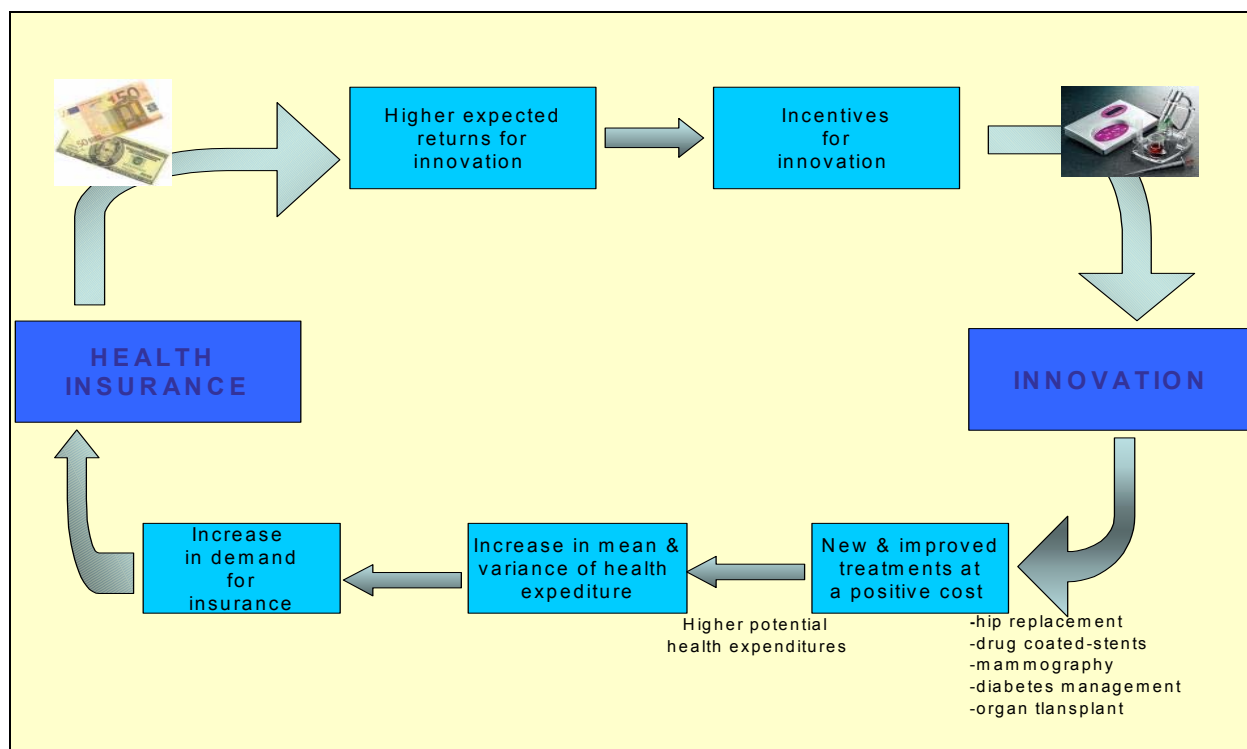 Higher expected
returns for
innovation
Incentives
for
innovation
HEALTH
INSURANCE
INNOVATION
Increase
in demand
for
insurance
Increase in mean &
variance of health
expediture
New & improved
treatments at
a positive cost
Higher potential
health expenditures
-hip replacement
-drug coated-stents
-mammography
-diabetes management
-organ tlansplant